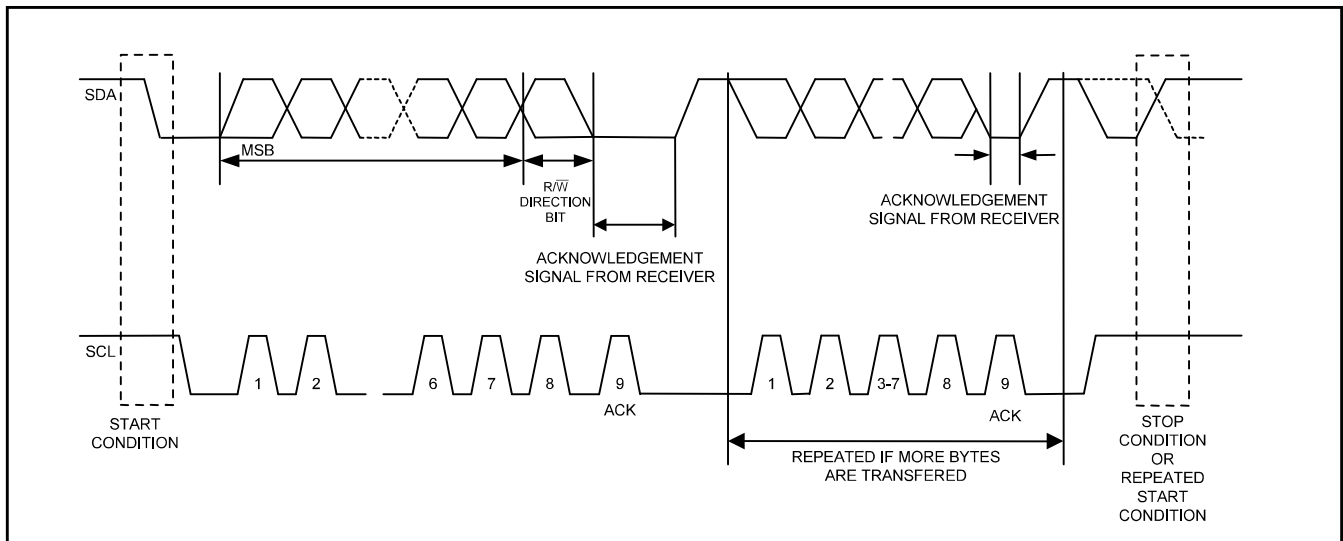 SDA
MSB
R/W̅
DIRECTION
BIT
ACKNOWLEDGEMENT
SIGNAL FROM RECEIVER
ACKNOWLEDGEMENT
SIGNAL FROM RECEIVER
SCL
1 2 6 7 8 9 1 2 3-7 8 9
ACK
ACK
START
CONDITION
REPEATED IF MORE BYTES
ARE TRANSFERED
STOP
CONDITION
OR
REPEATED
START
CONDITION